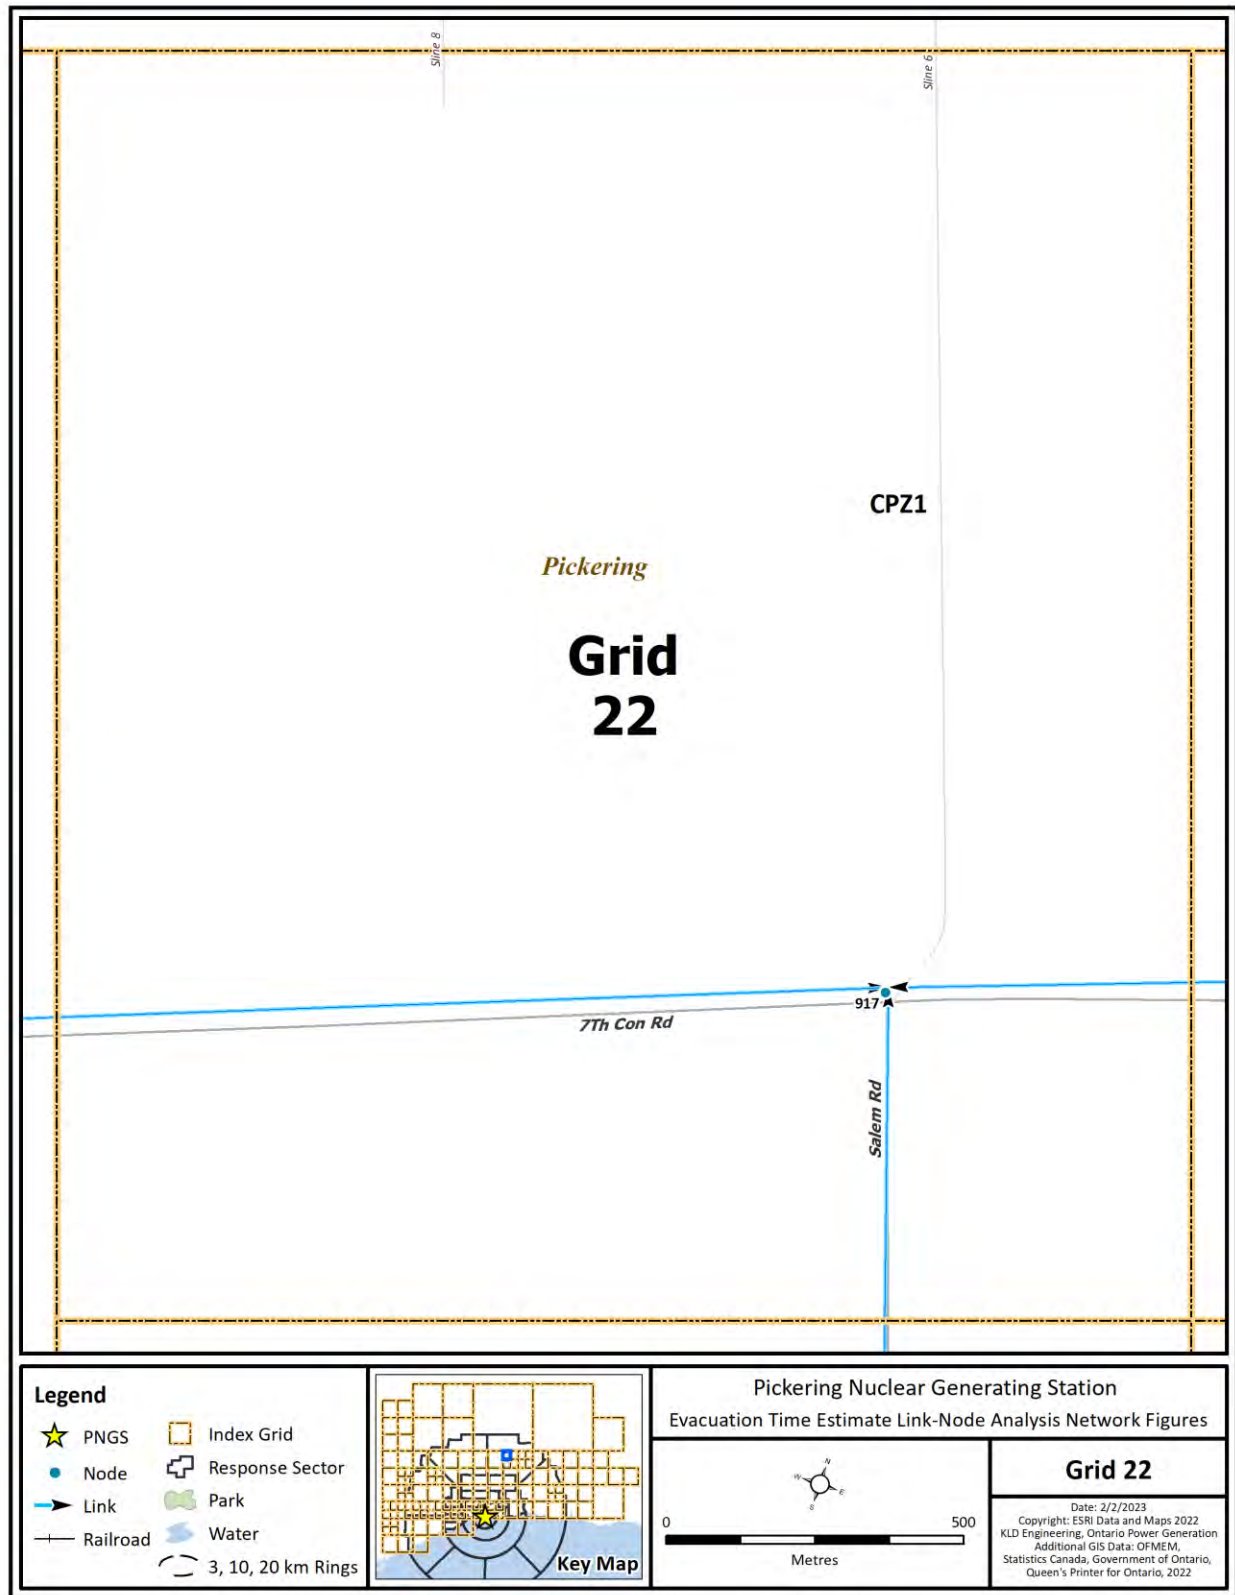 Sline 8
Sline 6
CPZ1
Pickering
Grid
22
917
7Th Con Rd
Salem Rd
Legend
PNGS
Node
Link
Railroad
Index Grid
Response Sector
Park
Water
3, 10, 20 km Rings
Key Map
Pickering Nuclear Generating Station
Evacuation Time Estimate Link-Node Analysis Network Figures
N
W
E
S
0 500
Metres
Grid 22
Date: 2/2/2023
Copyright: ESRI Data and Maps 2022
KLD Engineering, Ontario Power Generation
Additional GIS Data: OFMEM,
Statistics Canada, Government of Ontario,
Queen's Printer for Ontario, 2022